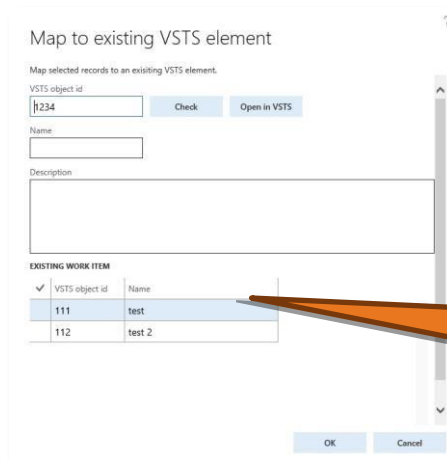 Map to existing VSTS element
Map selected records to an exisiting VSTS element.
VSTS object id
1234 Check Open in VSTS
Name
Description
EXISTING WORK ITEM
VSTS object id Name
111 test
112 test 2
OK Cancel